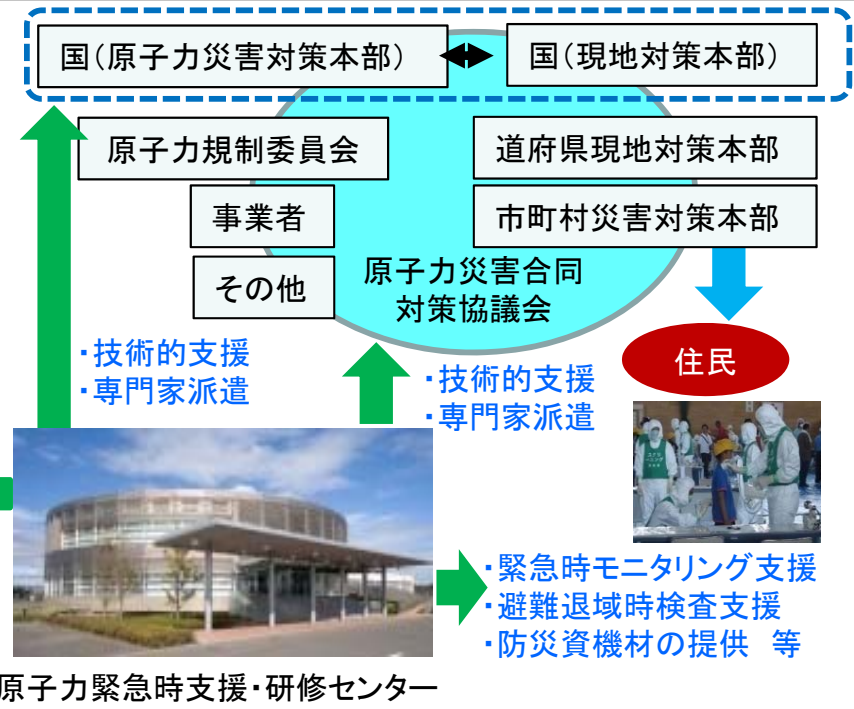 国（原子力災害対策本部）
国（現地対策本部）
原子力規制委員会
道府県現地対策本部
事業者
市町村災害対策本部
その他
原子力災害合同
対策協議会
・技術的支援
・専門家派遣
・技術的支援
・専門家派遣
住民
・緊急時モニタリング支援
・避難退域時検査支援
・防災資機材の提供　等
原子力緊急時支援・研修センター